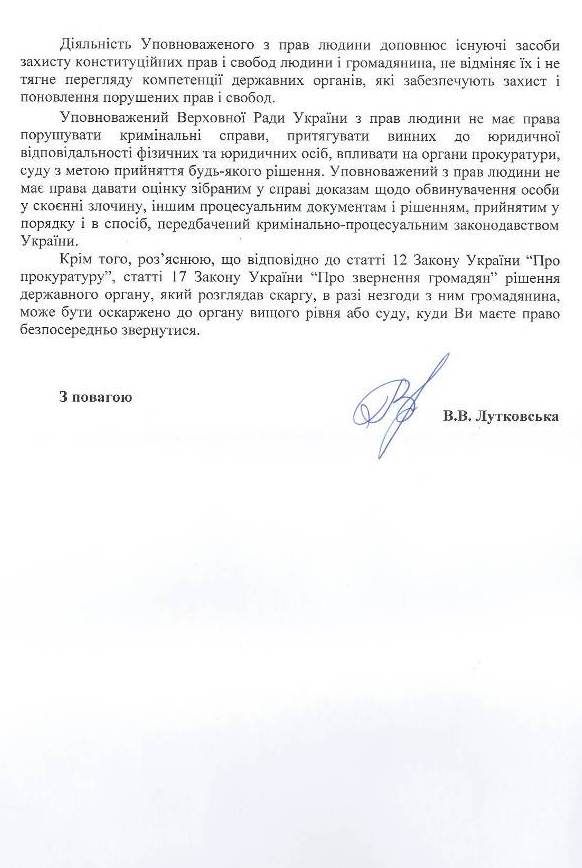 Діяльність Уповноваженого з прав людини доповнює існуючі засоби
захисту конституційних прав і свобод людини і громадянина, не відміняє їх і не
тягне перегляду компетенції державних органів, які забезпечують захист і
поновлення порушених прав і свобод.
Уповноважений Верховної Ради України з прав людини не має права
порушувати кримінальні справи, притягувати винних до юридичної
відповідальності фізичних та юридичних осіб, впливати на органи прокуратури,
суду з метою прийняття будь-якого рішення. Уповноважений з прав людини не
має права давати оцінку зібраним у справі доказам щодо обвинувачення особи
у скоєнні злочину, іншим процесуальним документам і рішенням, прийнятим у
порядку і в спосіб, передбачений кримінально-процесуальним законодавством
України.
Крім того, роз’яснюю, що відповідно до статті 12 Закону України “Про
прокуратуру”, статті 17 Закону України “Про звернення громадян” рішення
державного органу, який розглядав скаргу, в разі незгоди з ним громадянина,
може бути оскаржено до органу вищого рівня або суду, куди Ви маєте право
безпосередньо звернутися.
З повагою
В.В. Лутковська